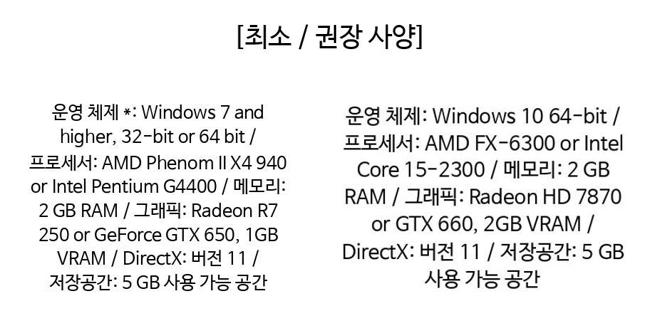 [최소 / 권장 사양]
운영 체제 *: Windows 7 and
higher, 32-bit or 64 bit /
프로세서: AMD Phenom II X4 940
or Intel Pentium G4400 / 메모리:
2 GB RAM / 그래픽: Radeon R7
250 or GeForce GTX 650, 1GB
VRAM / DirectX: 버전 11 /
저장공간: 5 GB 사용 가능 공간
운영 체제: Windows 10 64-bit /
프로세서: AMD FX-6300 or Intel
Core 15-2300 / 메모리: 2 GB
RAM / 그래픽: Radeon HD 7870
or GTX 660, 2GB VRAM /
DirectX: 버전 11 / 저장공간: 5 GB
사용 가능 공간